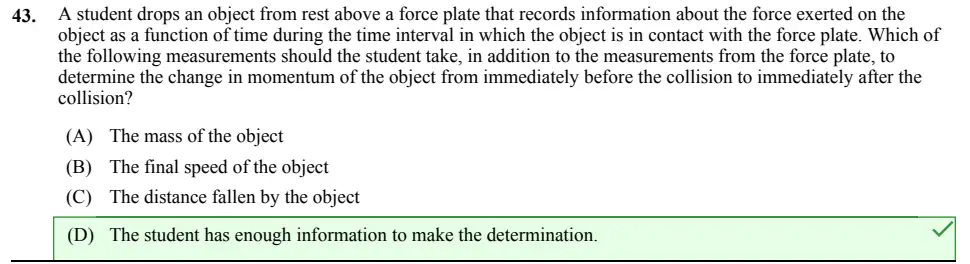 43. A student drops an object from rest above a force plate that records information about the force exerted on the
object as a function of time during the time interval in which the object is in contact with the force plate. Which of
the following measurements should the student take, in addition to the measurements from the force plate, to
determine the change in momentum of the object from immediately before the collision to immediately after the
collision?
(A) The mass of the object
(B) The final speed of the object
(C) The distance fallen by the object
(D) The student has enough information to make the determination.